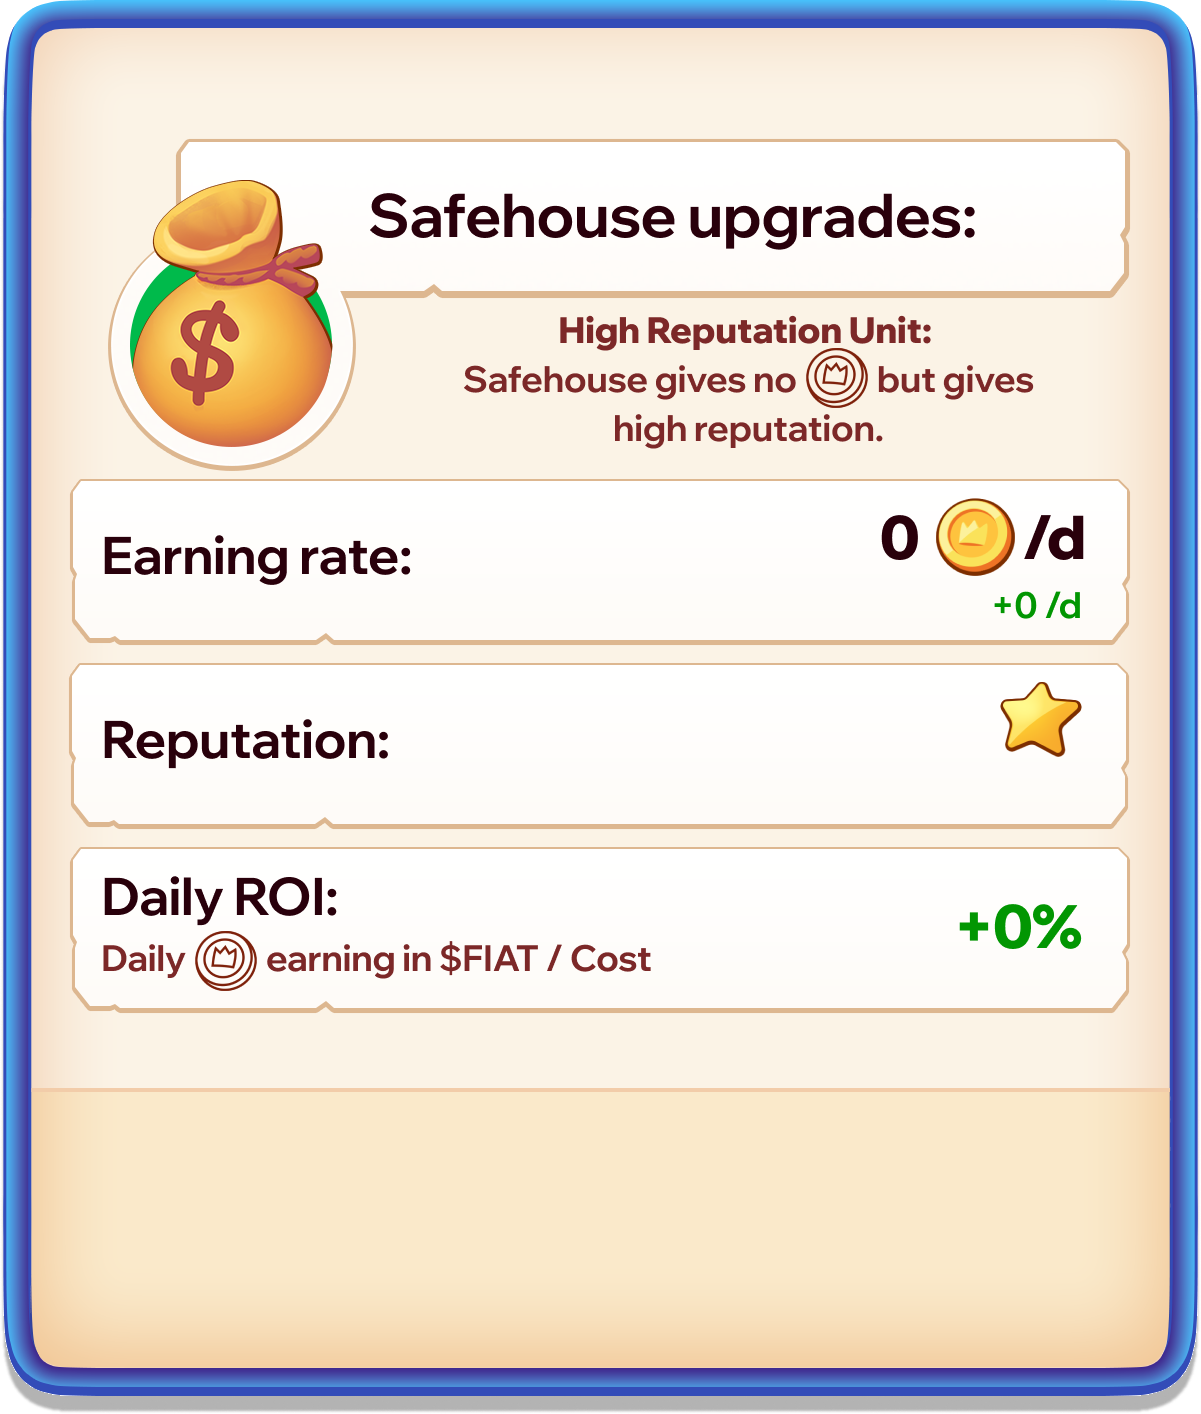 Safehouse upgrades:
$
High Reputation Unit:
Safehouse gives no but gives
high reputation.
Earning rate:
0 /d
+0 /d
Reputation:
Daily ROI:
Daily earning in $FIAT / Cost
+0%